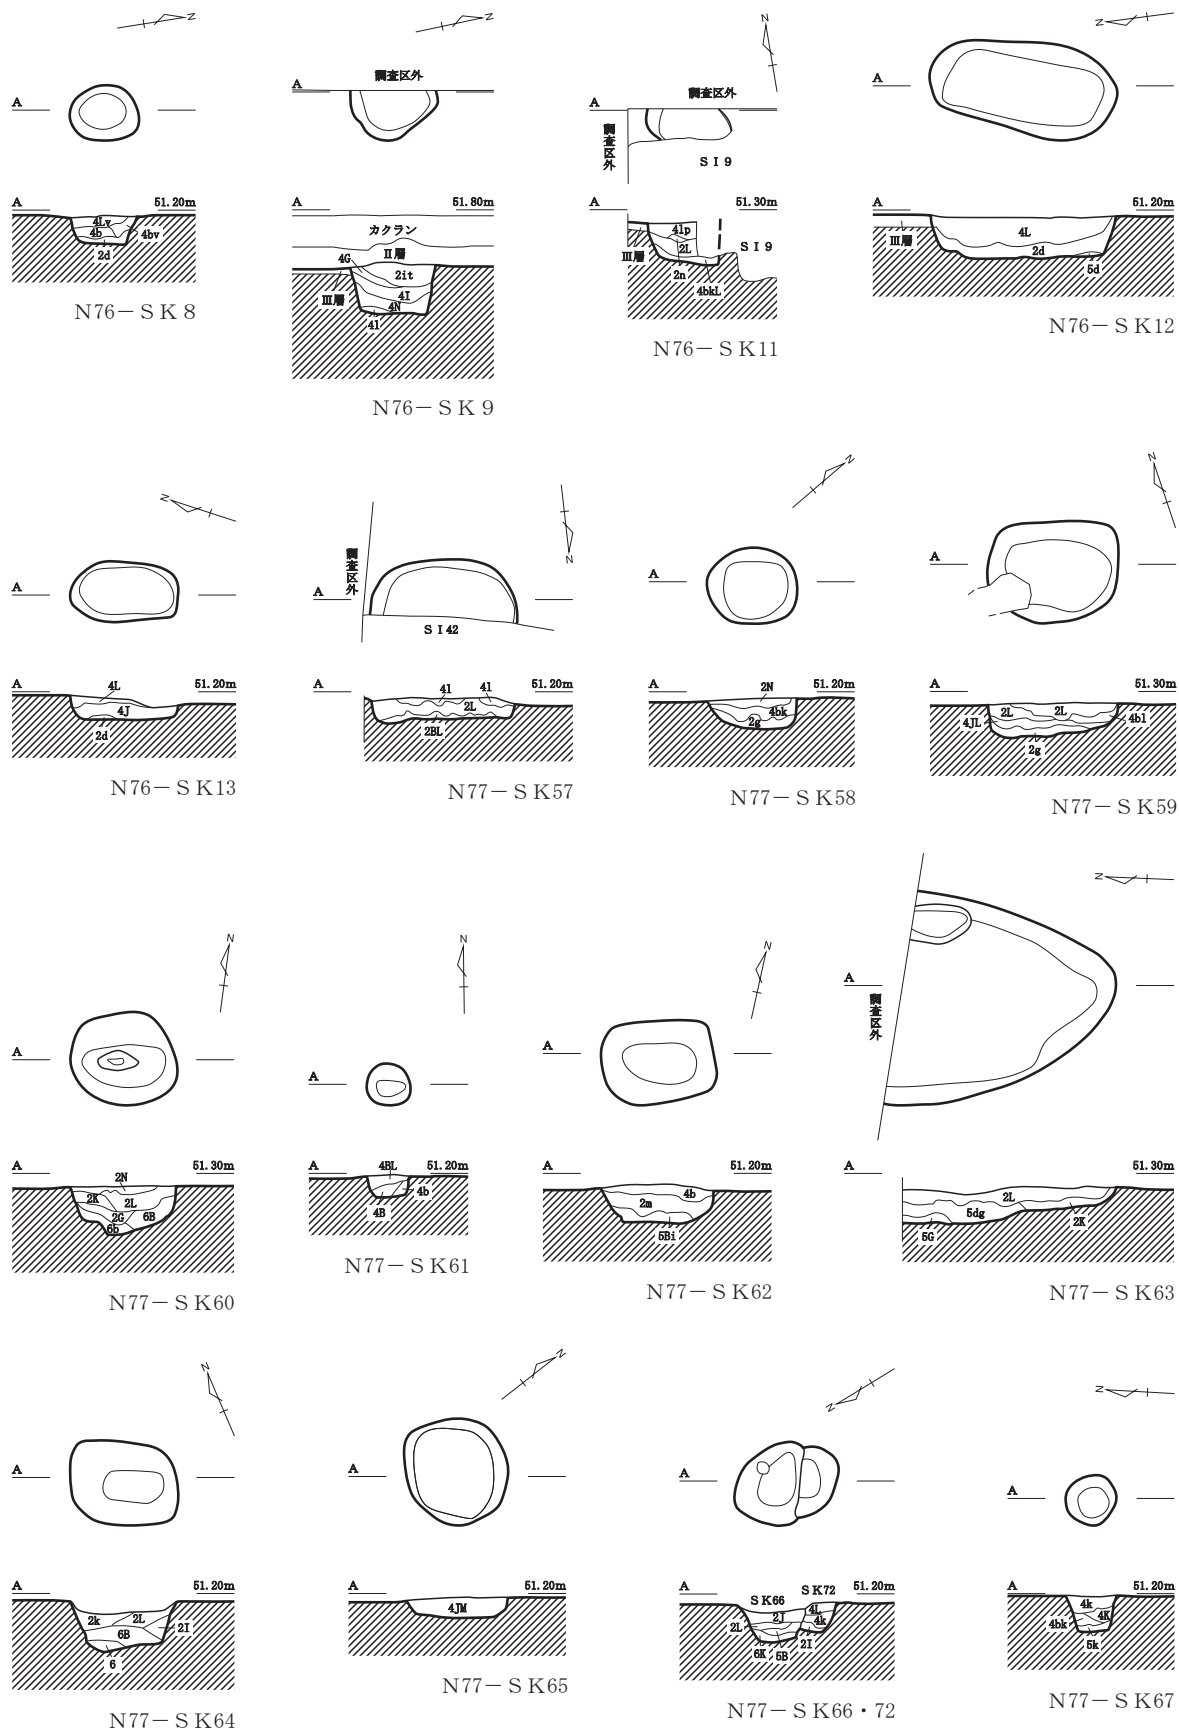 N
A
A 51.20m
4Lv
4b
4bv
2d
N76－ＳＫ８
N
調査区外
A
A 51.80m
カクラン
Ⅱ層
4G
2it
Ⅲ層
4I
4N
41
N76－ＳＫ９
N
調査区外
A
調査区外
ＳＩ９
A 51.30m
41p
2L
ＳＩ９
Ⅲ層
2n
4bkL
N76－ＳＫ11
N
A
A 51.20m
Ⅲ層
4L
2d
5d
N76－ＳＫ12
N
A
A 51.20m
4L
4J
2d
N76－ＳＫ13
N
調査区外
A
ＳＩ42
A 51.20m
41
41
2L
2BL
N77－ＳＫ57
N
A
A 51.20m
2N
4bk
2g
N77－ＳＫ58
N
A
A 51.30m
2L
2L
4JL
4bl
2g
N77－ＳＫ59
N
A
A 51.30m
2N
2K
2L
2G
6B
6b
N77－ＳＫ60
N
A
A 51.20m
4BL
4b
4B
N77－ＳＫ61
N
A
A 51.20m
4b
2m
5Bi
N77－ＳＫ62
N
A
調査区外
A 51.30m
2L
5dg
2K
5G
N77－ＳＫ63
N
A
A 51.20m
2k
2L
2I
6B
6
N77－ＳＫ64
N
A
A 51.20m
4JM
N77－ＳＫ65
N
A
A 51.20m
ＳＫ72
ＳＫ66
4L
2J
4k
2L
2I
6K
5B
N77－ＳＫ66・72
N
A
A 51.20m
4k
4K
4bk
5k
N77－ＳＫ67